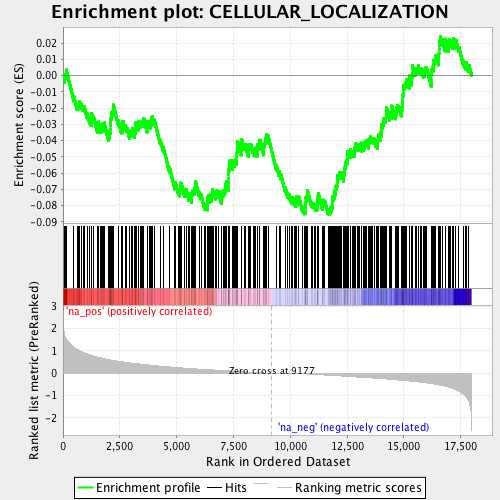 Enrichment plot: CELLULAR_LOCALIZATION
Enrichment score (ES)
0.02
0.01
0.00
-0.01
-0.02
-0.03
-0.04
-0.05
-0.06
-0.07
-0.08
-0.09
'na_pos' (positively correlated)
Ranked list metric (PreRanked)
3
2
1
0
-1
-2
Zero cross at 9177
'na_neg' (negatively correlated)
0
2,500
5,000
7,500
10,000
12,500
15,000
17,500
Rank in Ordered Dataset
Enrichment profile
Hits
Ranking metric scores